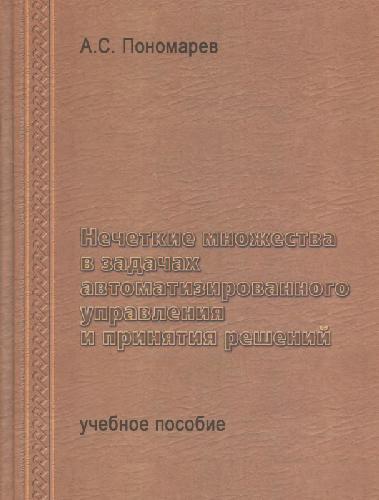 А.С. Пономарев
Нечеткие множества
в задачах
автоматизированного
управления
и принятия решений
учебное пособие